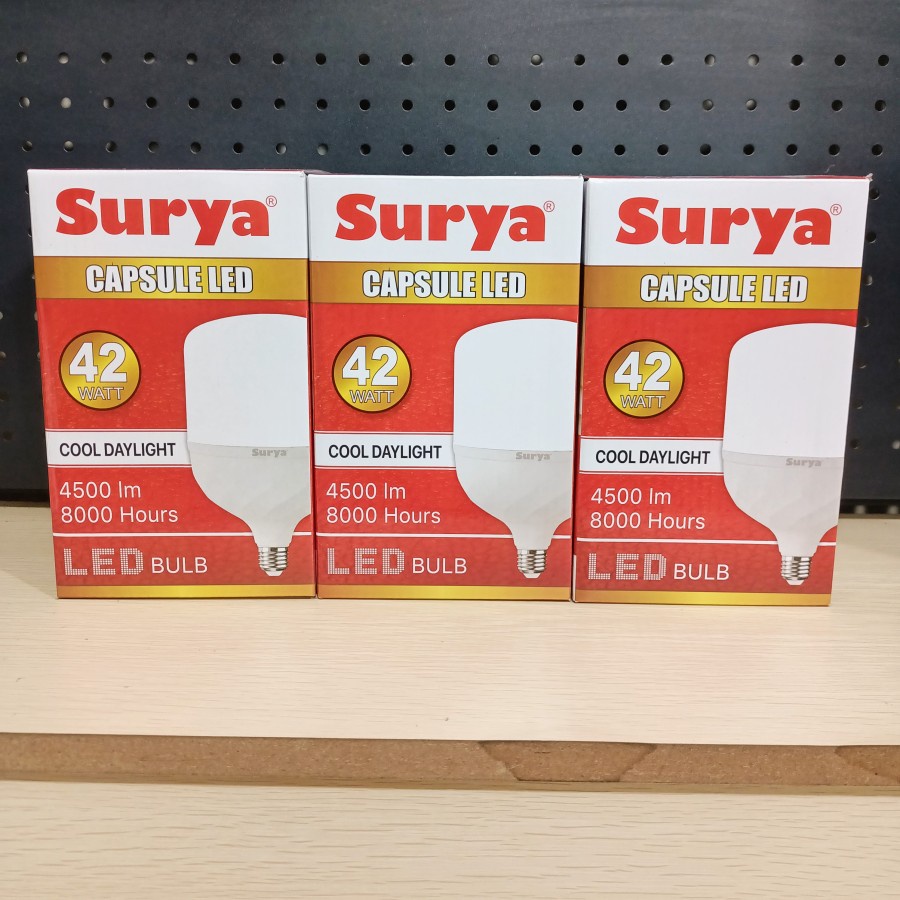 Surya®
CAPSULE LED
42
WATT
COOL DAYLIGHT
Surya
4500 lm
8000 Hours
LED BULB
Surya®
CAPSULE LED
42
WATT
COOL DAYLIGHT
Surya
4500 lm
8000 Hours
LED BULB
Surya®
CAPSULE LED
42
WATT
COOL DAYLIGHT
Surya
4500 lm
8000 Hours
LED BULB